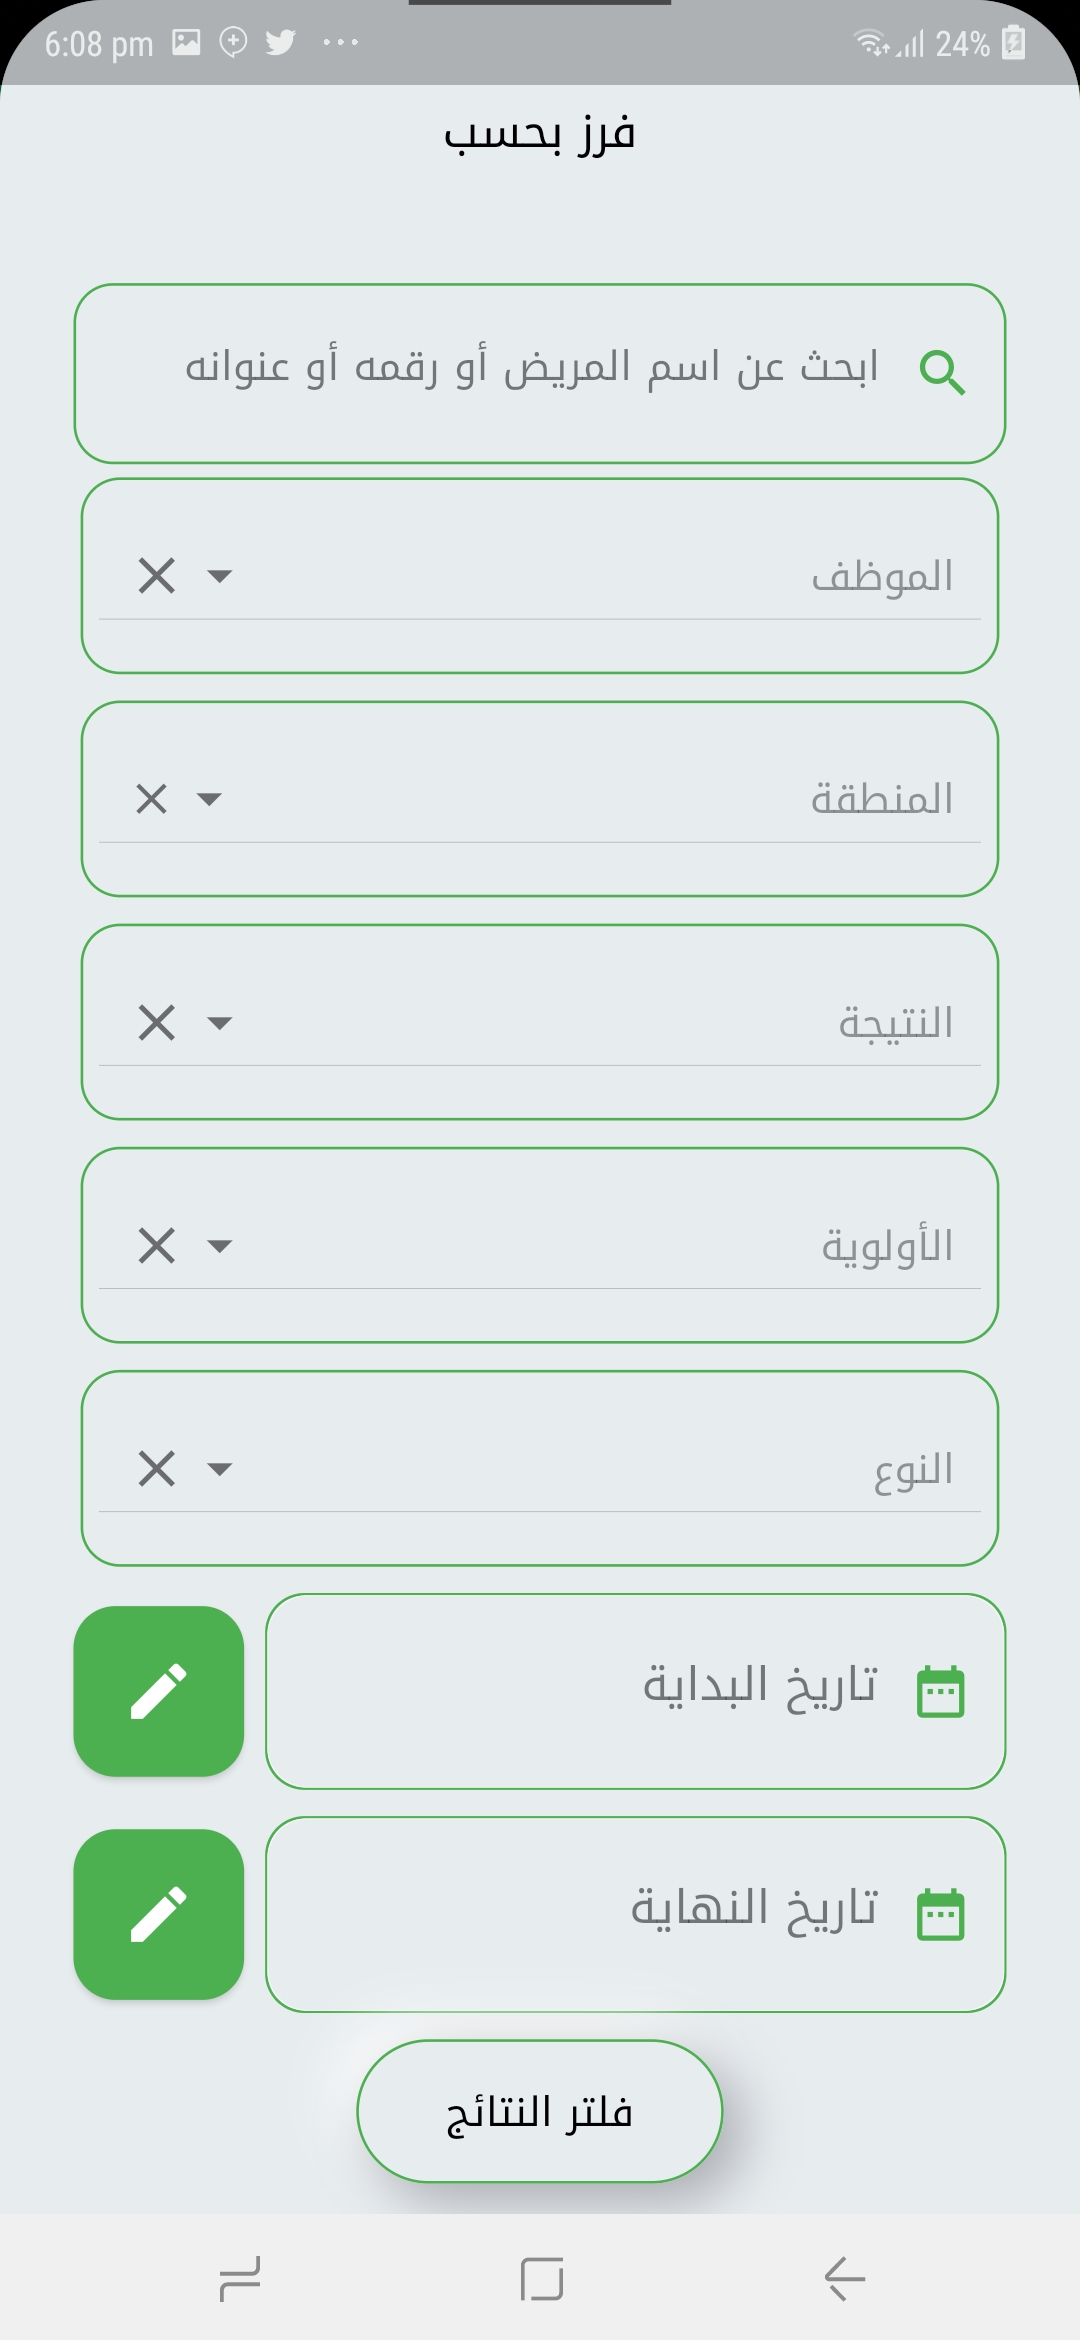 6:08 pm
24%
فرز بحسب
ابحث عن اسم المريض أو رقمه أو عنوانه
الموظف
المنطقة
النتيجة
الأولوية
النوع
تاريخ البداية
تاريخ النهاية
فلتر النتائج